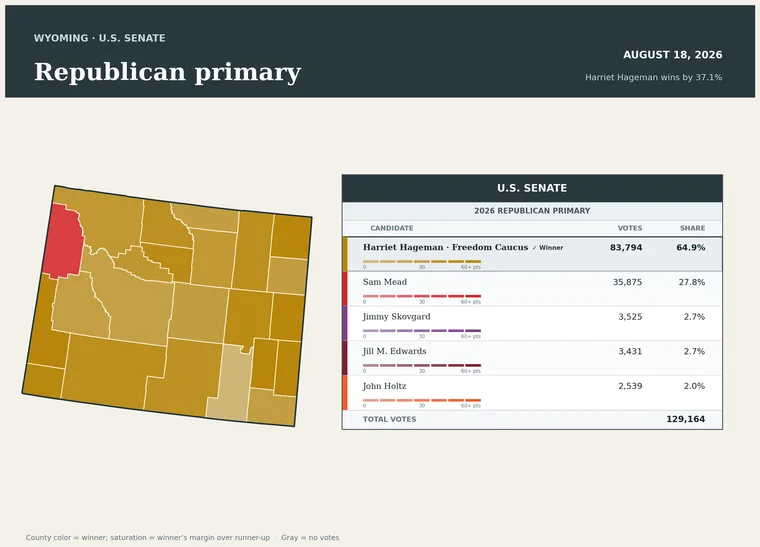 WYOMING · U.S. SENATE
Republican primary
AUGUST 18, 2026
Harriet Hageman wins by 37.1%
U.S. SENATE
2026 REPUBLICAN PRIMARY
CANDIDATE VOTES SHARE
Harriet Hageman · Freedom Caucus ✓ Winner 83,794 64.9%
0 30 60+ pts
Sam Mead 35,875 27.8%
0 30 60+ pts
Jimmy Skovgard 3,525 2.7%
0 30 60+ pts
Jill M. Edwards 3,431 2.7%
0 30 60+ pts
John Holtz 2,539 2.0%
0 30 60+ pts
TOTAL VOTES 129,164
County color = winner; saturation = winner's margin over runner-up · Gray = no votes